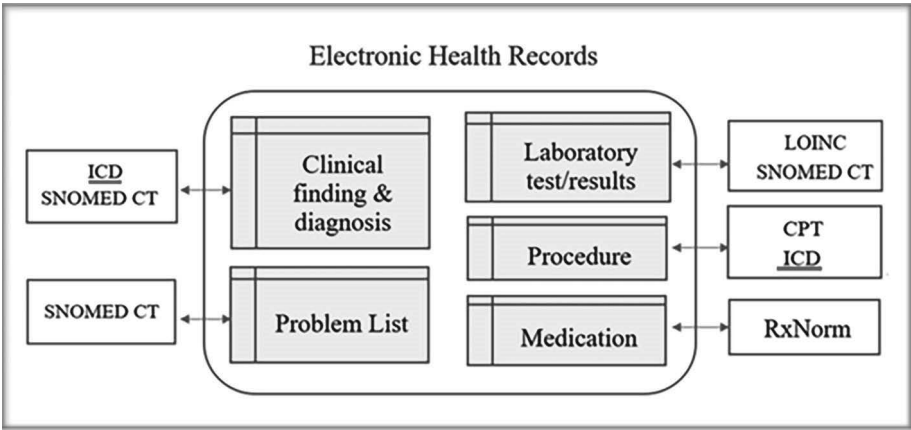 Electronic Health Records
ICD
SNOMED CT
Clinical
finding &
diagnosis
SNOMED CT
Problem List
Laboratory
test/results
LOINC
SNOMED CT
Procedure
CPT
ICD
Medication
RxNorm